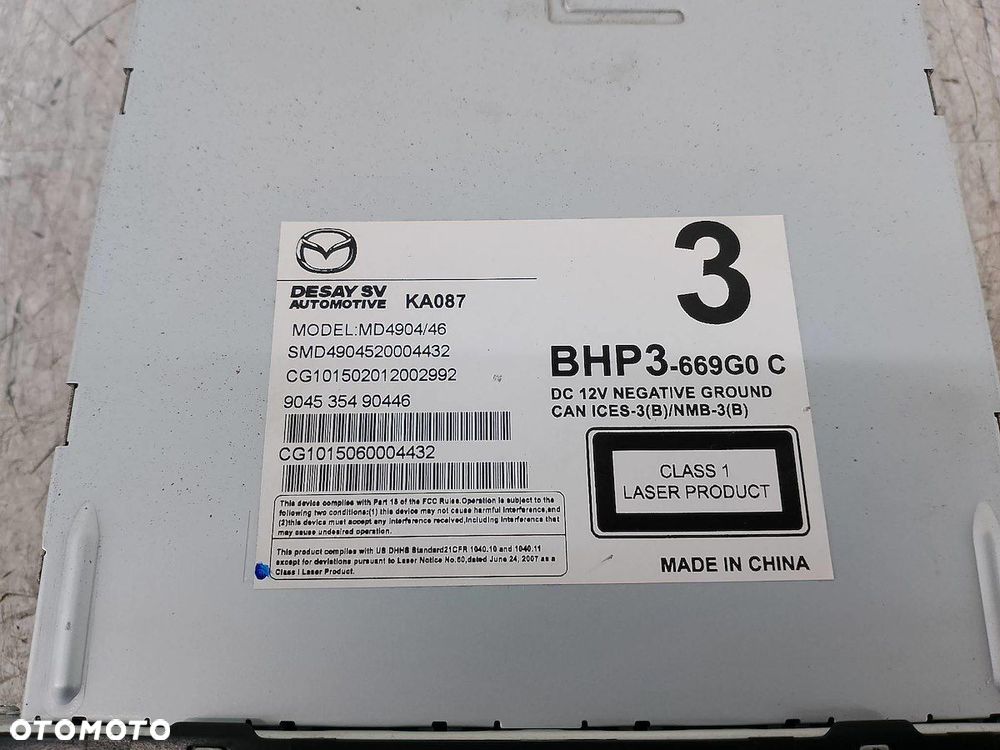 3
DESAY SV
AUTOMOTIVE KA087
MODEL:MD4904/46
SMD4904520004432
CG101502012002992
9045 354 90446
CG1015060004432
This device complies with Part 15 of the FCC Rules.Operation is subject to the
following two conditions:(1) this device may not cause harmful interference,and
(2)this device must accept any interference received,including interference that
may cause undesired operation.
This product complies with US DHHS Standard21CFR 1040.10 and 1040.11
except for deviations pursuant to Laser Notice No.50,dated June 24, 2007 as a
Class I Laser Product.
BHP3-669G0 C
DC 12V NEGATIVE GROUND
CAN ICES-3(B)/NMB-3(B)
CLASS 1
LASER PRODUCT
MADE IN CHINA
OTOMOTO